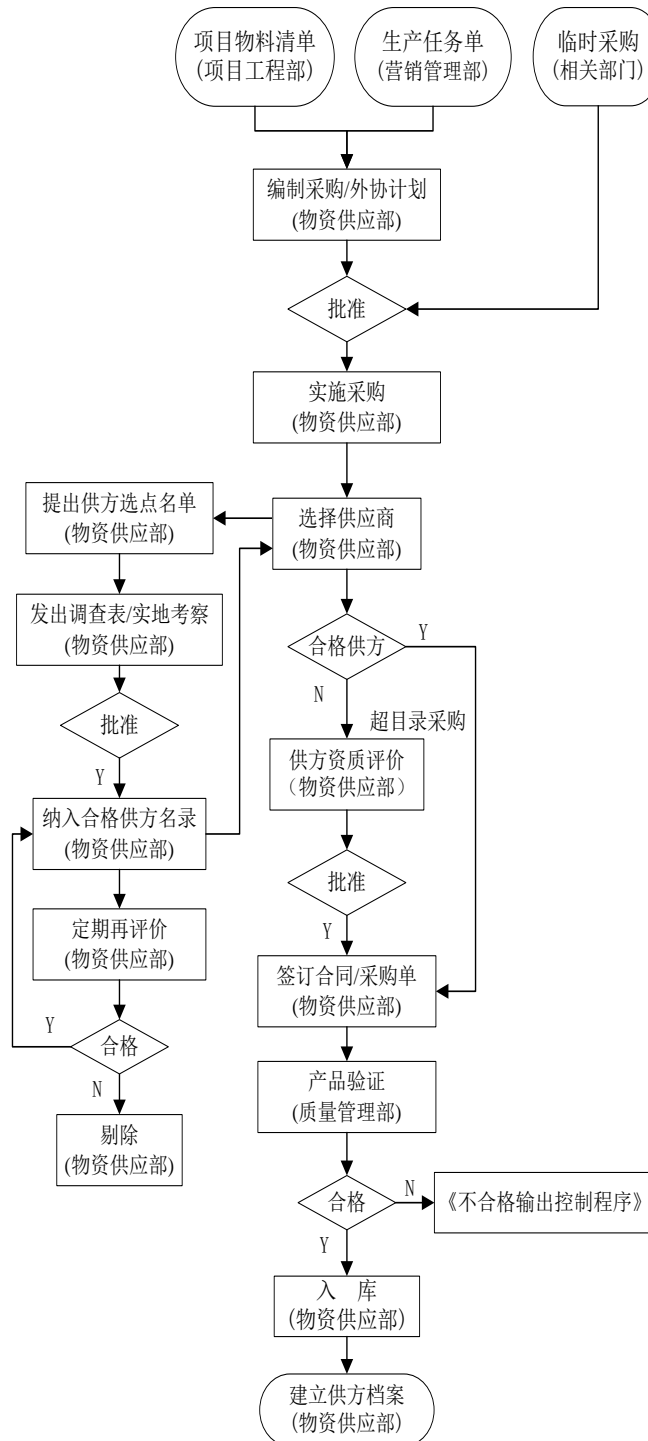 项目物料清单
(项目工程部)
生产任务单
(营销管理部)
临时采购
(相关部门)
编制采购/外协计划
(物资供应部)
批准
实施采购
(物资供应部)
提出供方选点名单
(物资供应部)
选择供应商
(物资供应部)
发出调查表/实地考察
(物资供应部)
合格供方
Y
N
批准
超目录采购
Y
供方资质评价
（物资供应部）
纳入合格供方名录
(物资供应部)
批准
定期再评价
(物资供应部)
Y
签订合同/采购单
(物资供应部)
Y
合格
N
产品验证
(质量管理部)
剔除
(物资供应部)
合格
N
《不合格输出控制程序》
Y
入 库
(物资供应部)
建立供方档案
(物资供应部)